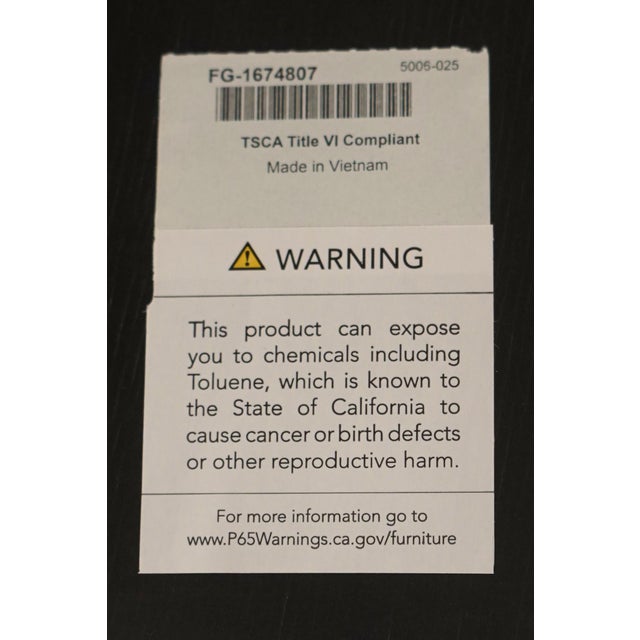 FG-1674807 5006-025
TSCA Title VI Compliant
Made in Vietnam
WARNING
This product can expose
you to chemicals including
Toluene, which is known to
the State of California to
cause cancer or birth defects
or other reproductive harm.
For more information go to
www.P65Warnings.ca.gov/furniture